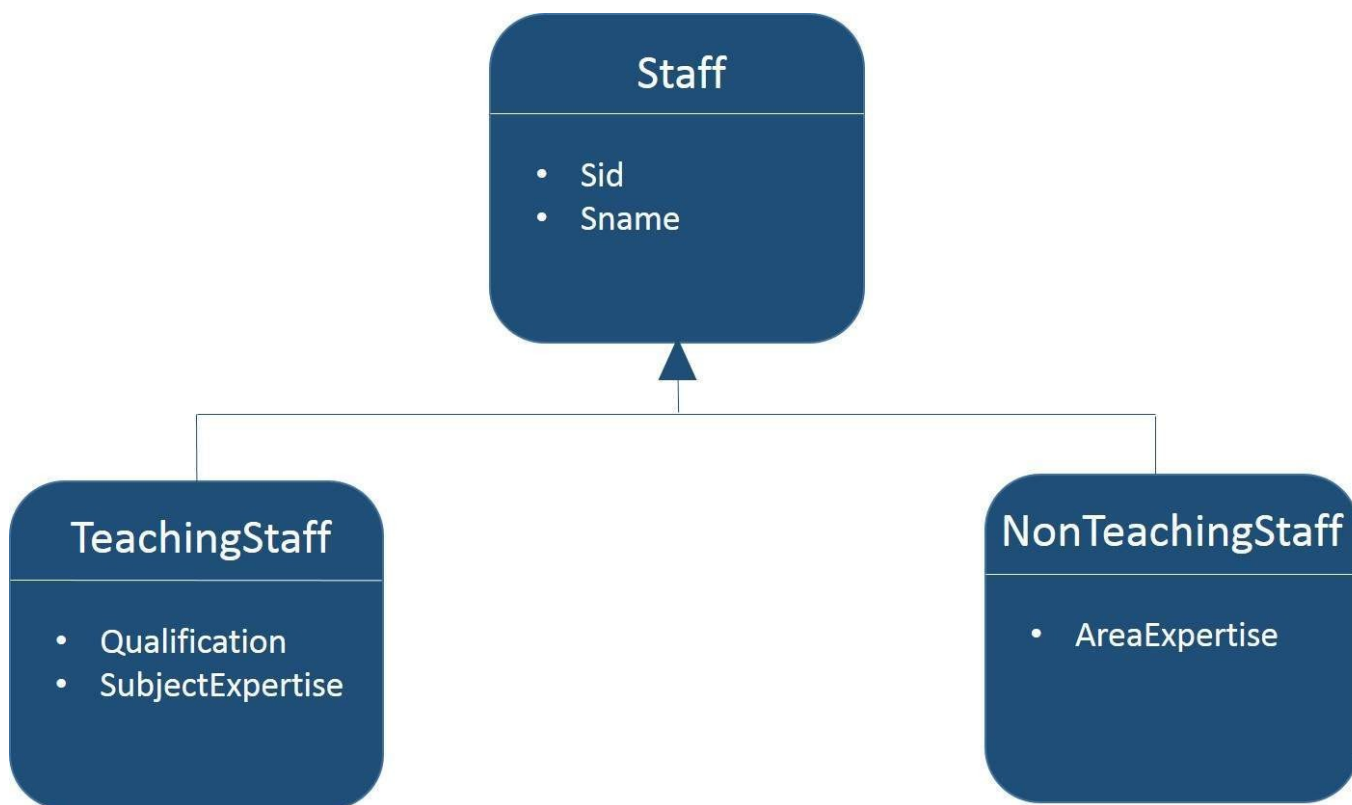 Staff
• Sid
• Sname
TeachingStaff
• Qualification
• SubjectExpertise
NonTeachingStaff
• AreaExpertise